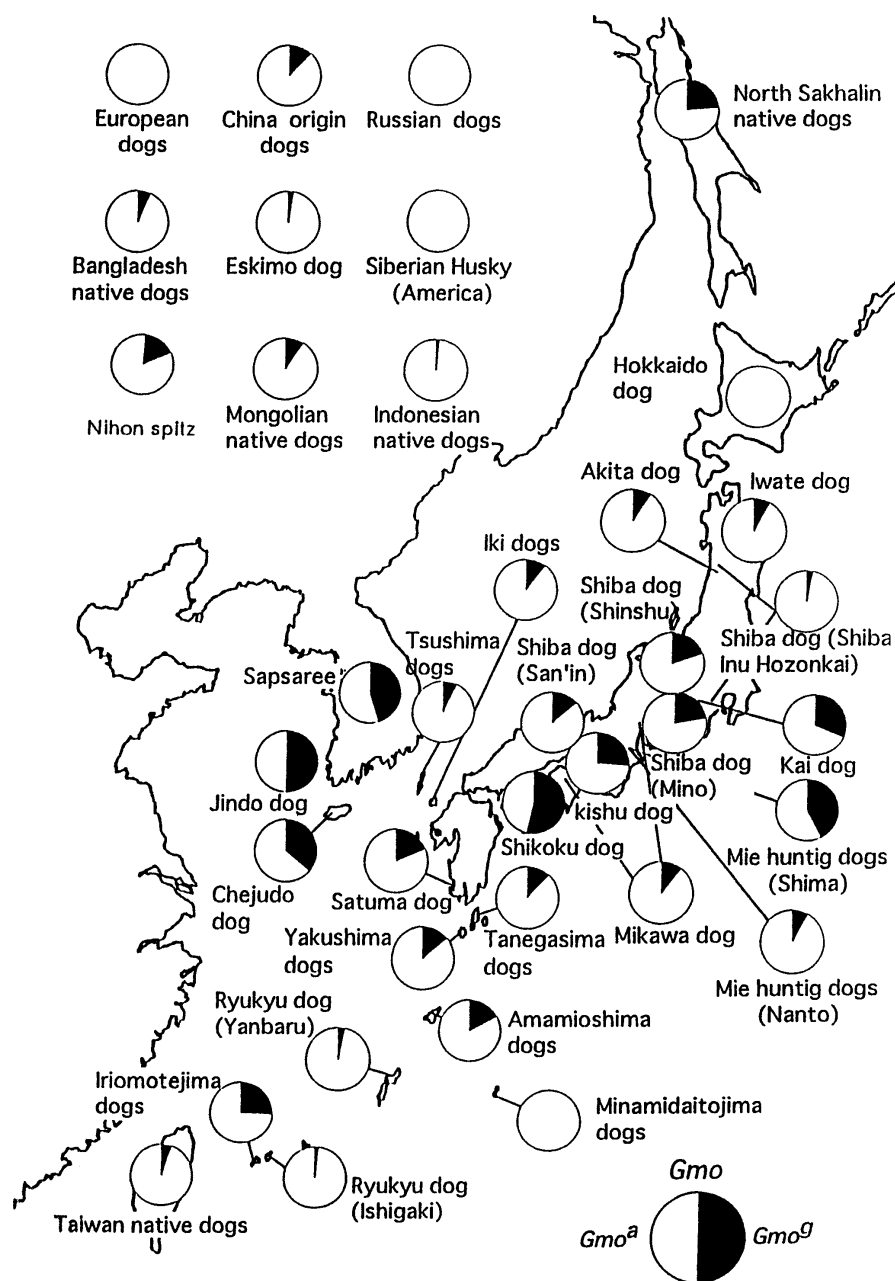 European
dogs
China origin
dogs
Russian dogs
North Sakhalin
native dogs
Bangladesh
native dogs
Eskimo dog
Siberian Husky
(America)
Nihon spitz
Mongolian
native dogs
Indonesian
native dogs
Hokkaido
dog
Akita dog
Iwate dog
Iki dogs
Shiba dog
(Shinshu)
Shiba dog (Shiba
Inu Hozonkai)
Tsushima
dogs
Shiba dog
(San'in)
Sapsaree
Jindo dog
Shiba dog
(Mino)
Kai dog
kishu dog
Shikoku dog
Mie huntig dogs
(Shima)
Chejudo
dog
Satuma dog
Yakushima
dogs
Tanegasima
dogs
Mikawa dog
Mie huntig dogs
(Nanto)
Ryukyu dog
(Yanbaru)
Amamioshima
dogs
Iriomotejima
dogs
Minamidaitojima
dogs
Ryukyu dog
(Ishigaki)
Taiwan native dogs
Gmo
Gmoᵃ
Gmoᵍ